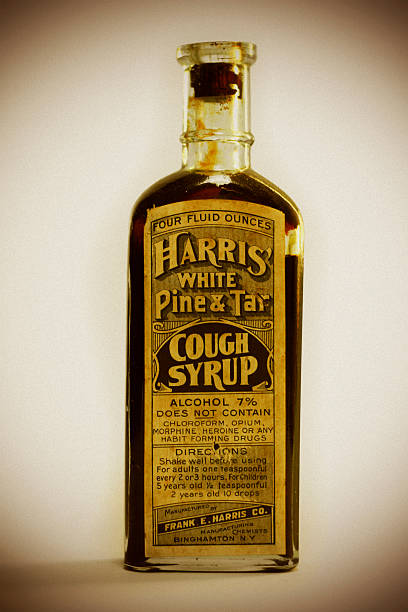 FOUR FLUID OUNCES
HARRIS'
WHITE
Pine & Tar
COUGH
SYRUP
ALCOHOL 7%
DOES NOT CONTAIN
CHLOROFORM, OPIUM,
MORPHINE, HEROINE OR ANY
HABIT FORMING DRUGS
DIRECTIONS
Shake well before using
For adults one teaspoonful
every 2 or 3 hours. For Children
5 years old ½ teaspoonful
2 years old 10 drops
MANUFACTURED BY
FRANK E. HARRIS CO.
MANUFACTURING
CHEMISTS
BINGHAMTON N.Y